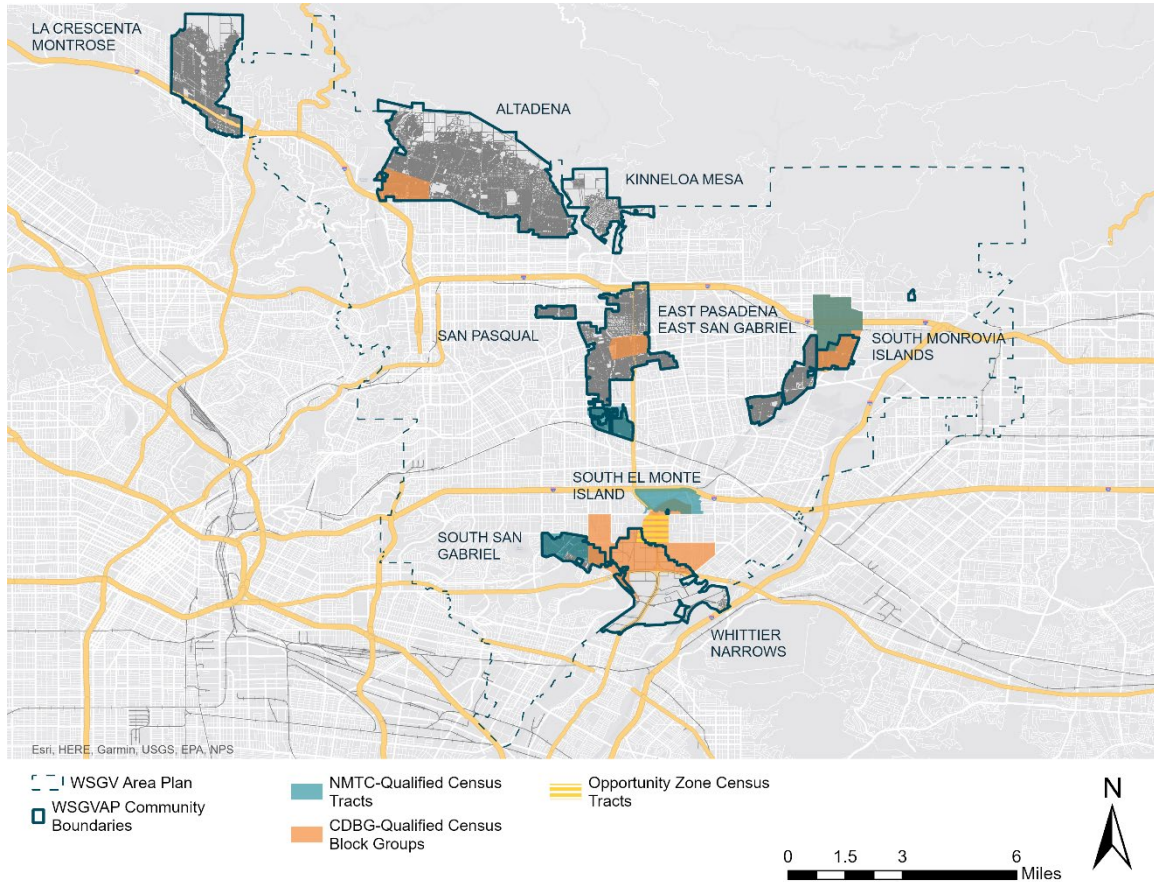 LA CRESCENTA
MONTROSE
ALTADENA
KINNELOA MESA
SAN PASQUAL
EAST PASADENA
EAST SAN GABRIEL
SOUTH MONROVIA
ISLANDS
SOUTH EL MONTE
ISLAND
SOUTH SAN
GABRIEL
WHITTIER
NARROWS
Esri, HERE, Garmin, USGS, EPA, NPS
WSGV Area Plan
WSGVAP Community
Boundaries
NMTC-Qualified Census
Tracts
CDBG-Qualified Census
Block Groups
Opportunity Zone Census
Tracts
N
0 1.5 3 6
Miles